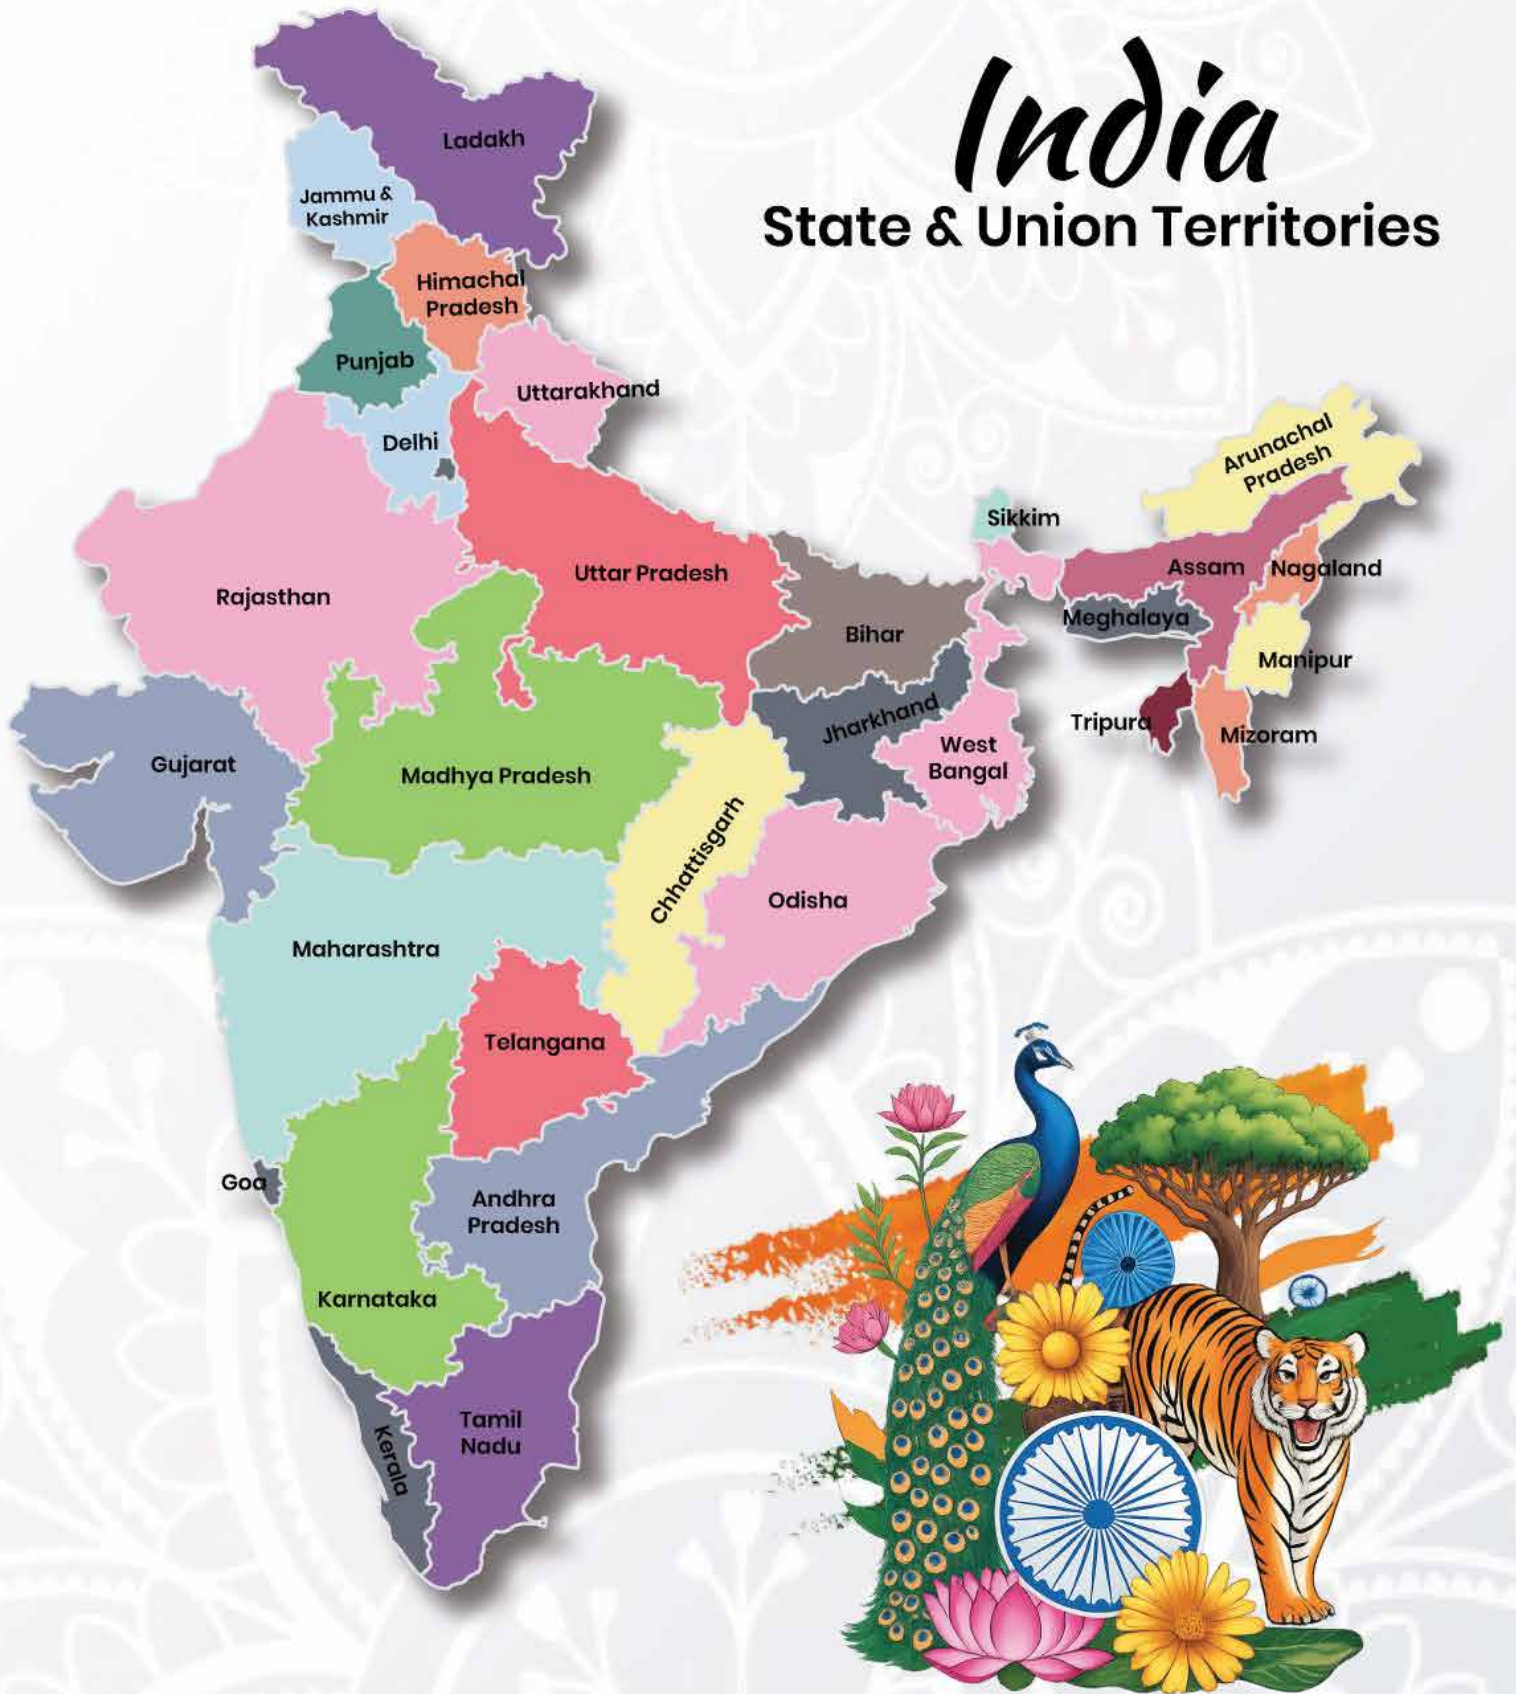 India
State & Union Territories
Ladakh
Jammu &
Kashmir
Himachal
Pradesh
Punjab
Uttarakhand
Delhi
Arunachal
Pradesh
Sikkim
Assam
Nagaland
Rajasthan
Uttar Pradesh
Bihar
Meghalaya
Manipur
Jharkhand
Tripura
Mizoram
West
Bangal
Gujarat
Madhya Pradesh
Chhattisgarh
Odisha
Maharashtra
Telangana
Goa
Andhra
Pradesh
Karnataka
Tamil
Nadu
Kerala